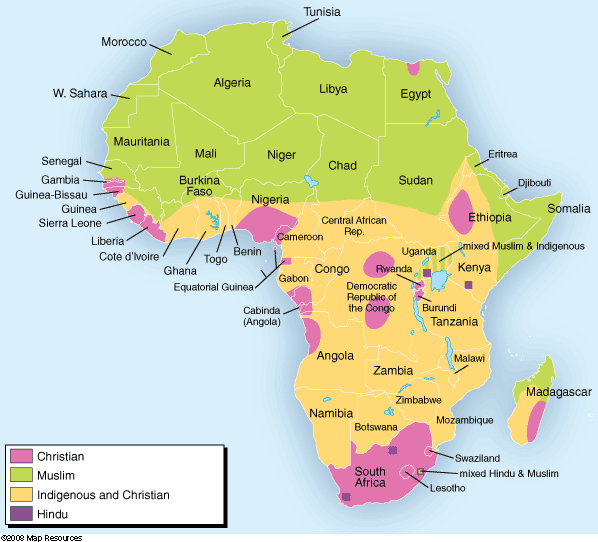 Tunisia
Morocco
Algeria
Libya
Egypt
W. Sahara
Mauritania
Mali
Niger
Chad
Sudan
Eritrea
Senegal
Gambia
Guinea-Bissau
Guinea
Sierra Leone
Liberia
Cote d'Ivoire
Burkina
Faso
Ghana
Togo
Benin
Nigeria
Djibouti
Somalia
Ethiopia
Central African
Rep.
Cameroon
mixed Muslim & Indigenous
Uganda
Kenya
Equatorial Guinea
Gabon
Congo
Rwanda
Democratic
Republic of
the Congo
Burundi
Cabinda
(Angola)
Tanzania
Angola
Zambia
Malawi
Zimbabwe
Mozambique
Madagascar
Namibia
Botswana
Swaziland
South
Africa
mixed Hindu & Muslim
Lesotho
Christian
Muslim
Indigenous and Christian
Hindu
©2008 Map Resources